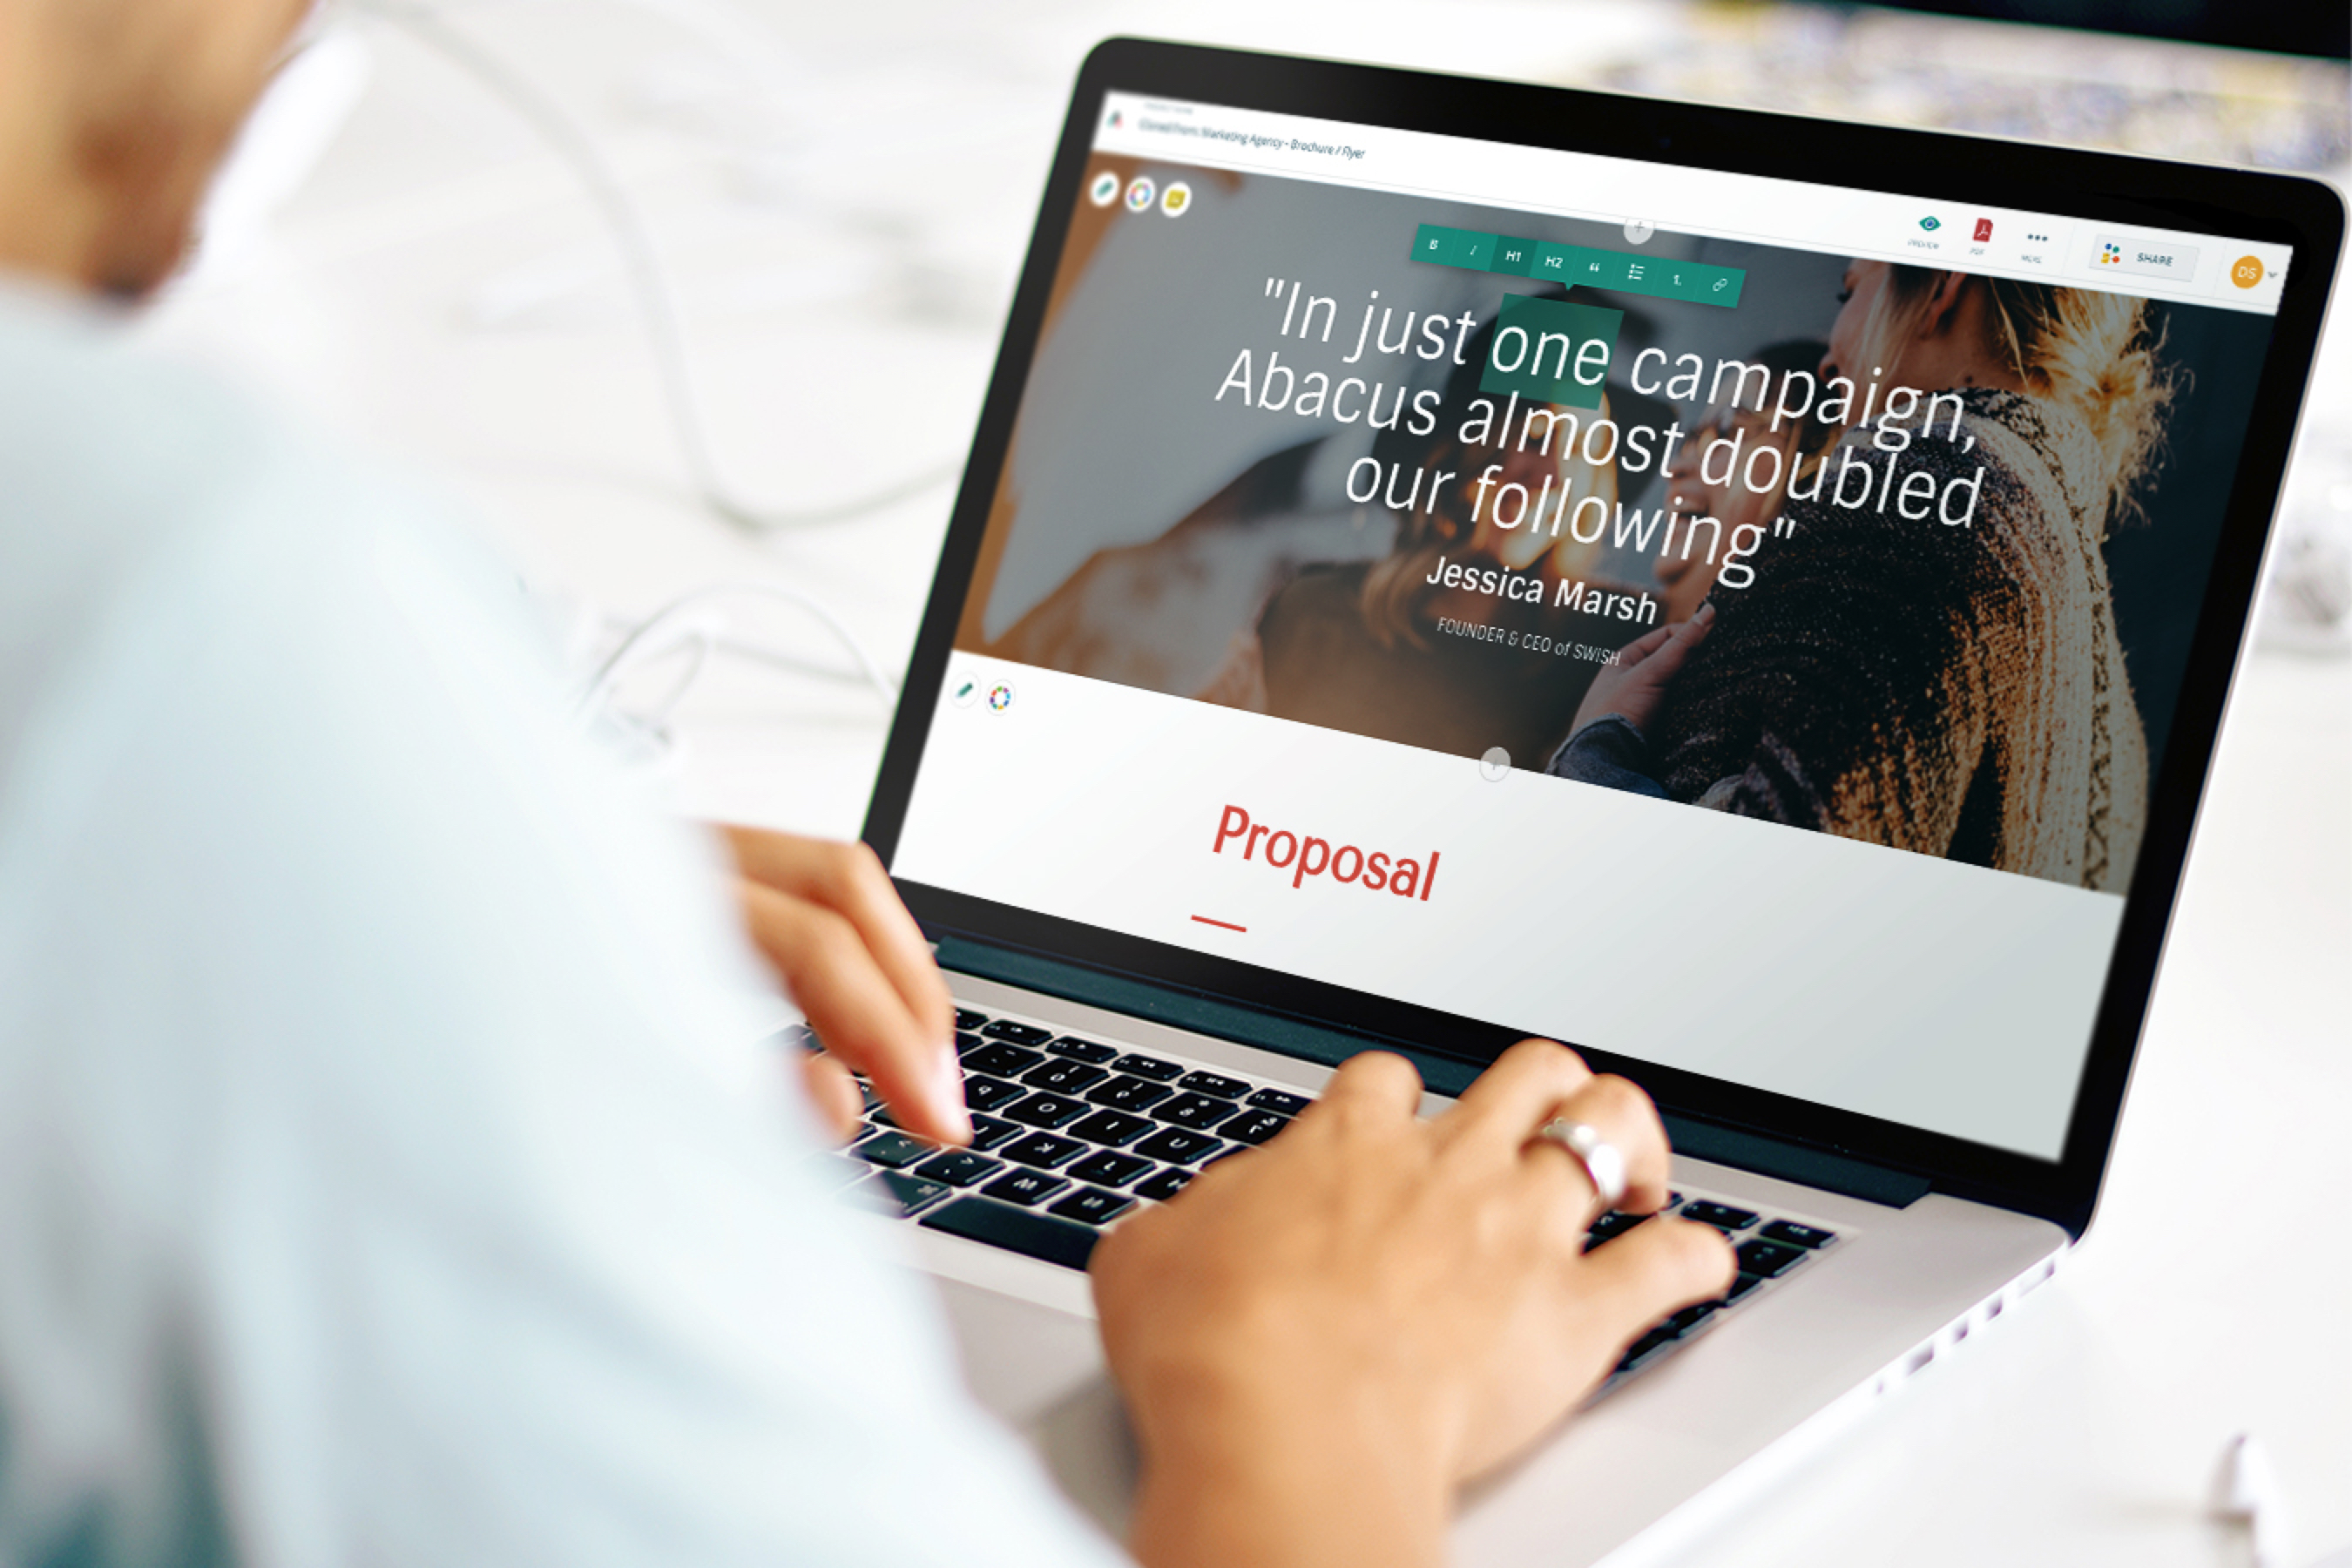 Cloned from: Marketing Agency - Brochure / Flyer
PREVIEW
PDF
MORE
SHARE
DS
B I H1 H2 “ 1.
"In just one campaign,
Abacus almost doubled
our following"
Jessica Marsh
FOUNDER & CEO of SWISH
Proposal